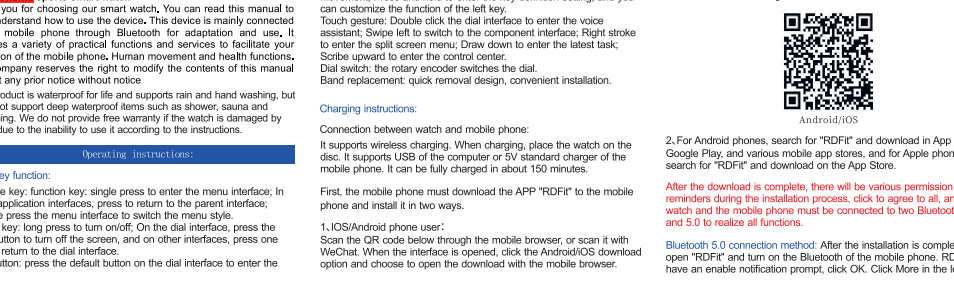 you for choosing our smart watch. You can read this manual to
understand how to use the device. This device is mainly connected
mobile phone through Bluetooth for adaptation and use. It
a variety of practical functions and services to facilitate your
of the mobile phone. Human movement and health functions.
reserves the right to modify the contents of this manual
any prior notice without notice
is waterproof for life and supports rain and hand washing, but
not support deep waterproof items such as shower, sauna and
We do not provide free warranty if the watch is damaged by
due to the inability to use it according to the instructions.
Operating instructions:
key function:
key: function key: single press to enter the menu interface; In
application interfaces, press to return to the parent interface;
press the menu interface to switch the menu style.
key: long press to turn on/off; On the dial interface, press the
button to turn off the screen, and on other interfaces, press one
return to the dial interface.
button: press the default button on the dial interface to enter the
can customize the function of the left key.
Touch gesture: Double click the dial interface to enter the voice
assistant; Swipe left to switch to the component interface; Right stroke
to enter the split screen menu; Draw down to enter the latest task;
Scribe upward to enter the control center.
Dial switch: the rotary encoder switches the dial.
Band replacement: quick removal design, convenient installation.
Charging instructions:
Connection between watch and mobile phone:
It supports wireless charging. When charging, place the watch on the
disc. It supports USB of the computer or 5V standard charger of the
mobile phone. It can be fully charged in about 150 minutes.
First, the mobile phone must download the APP "RDFit" to the mobile
phone and install it in two ways.
1、IOS/Android phone user：
Scan the QR code below through the mobile browser, or scan it with
WeChat. When the interface is opened, click the Android/iOS download
option and choose to open the download with the mobile browser.
Android/iOS
2、For Android phones, search for "RDFit" and download in App
Google Play, and various mobile app stores, and for Apple phon
search for "RDFit" and download on the App Store.
After the download is complete, there will be various permission
reminders during the installation process, click to agree to all, an
watch and the mobile phone must be connected to two Bluetoot
and 5.0 to realize all functions.
Bluetooth 5.0 connection method: After the installation is comple
open "RDFit" and turn on the Bluetooth of the mobile phone. RD
have an enable notification prompt, click OK. Click More in the lo